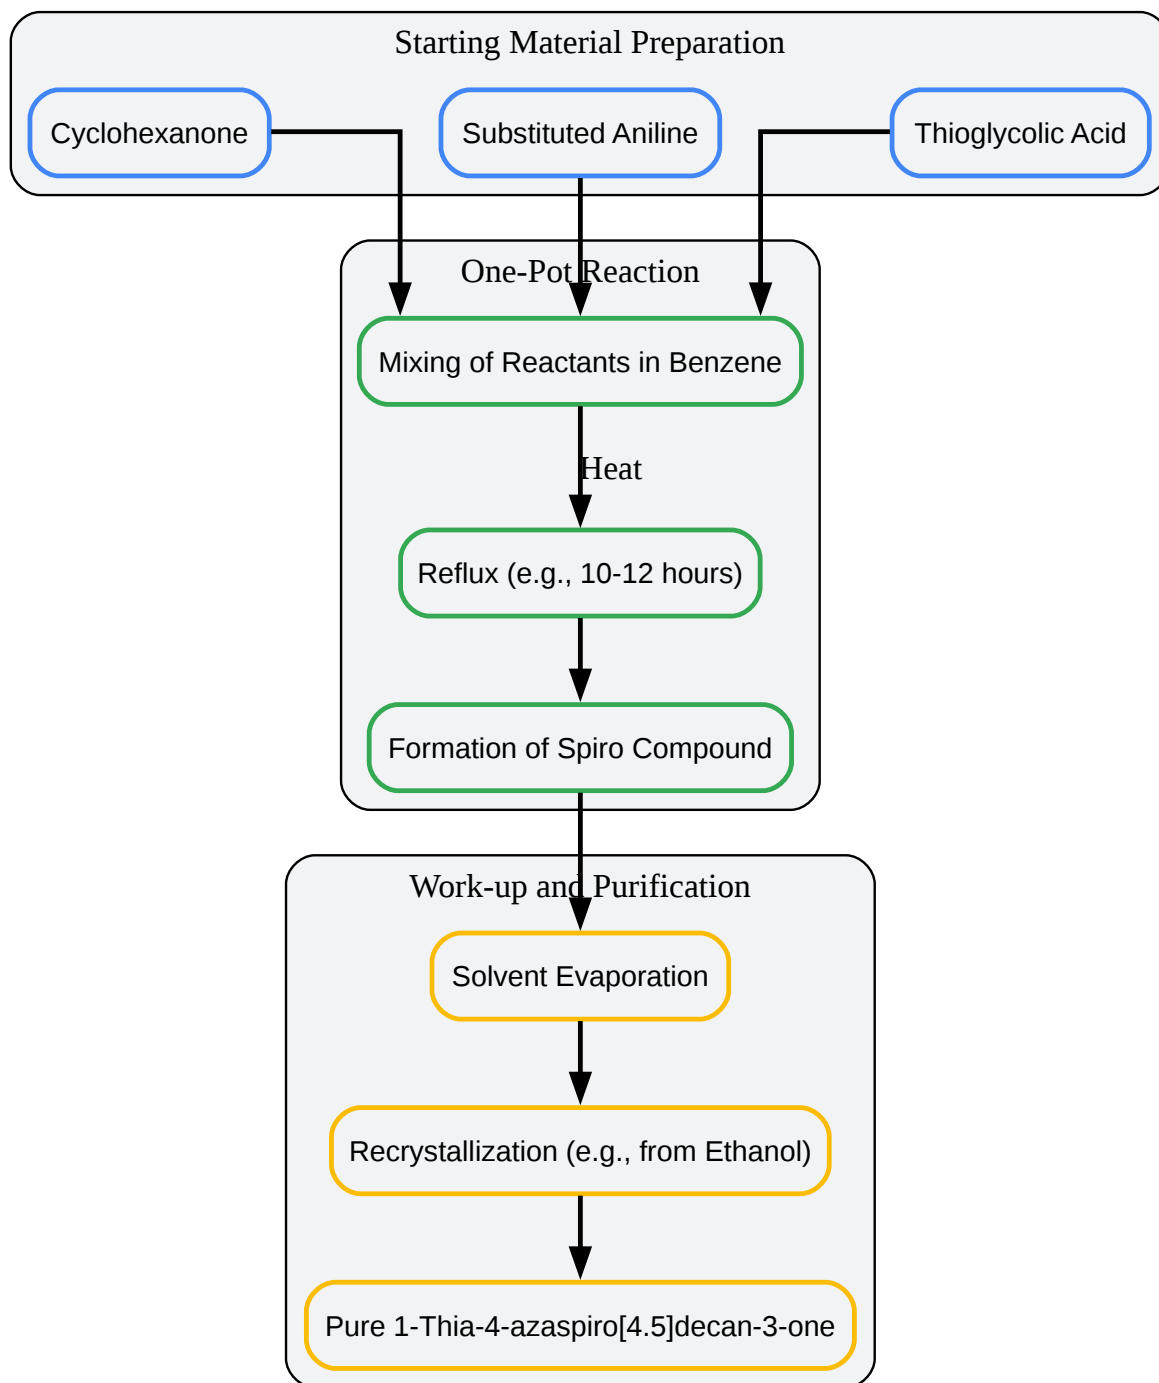 Starting Material Preparation
Cyclohexanone
Substituted Aniline
Thioglycolic Acid
One-Pot Reaction
Mixing of Reactants in Benzene
Heat
Reflux (e.g., 10-12 hours)
Formation of Spiro Compound
Work-up and Purification
Solvent Evaporation
Recrystallization (e.g., from Ethanol)
Pure 1-Thia-4-azaspiro[4.5]decan-3-one